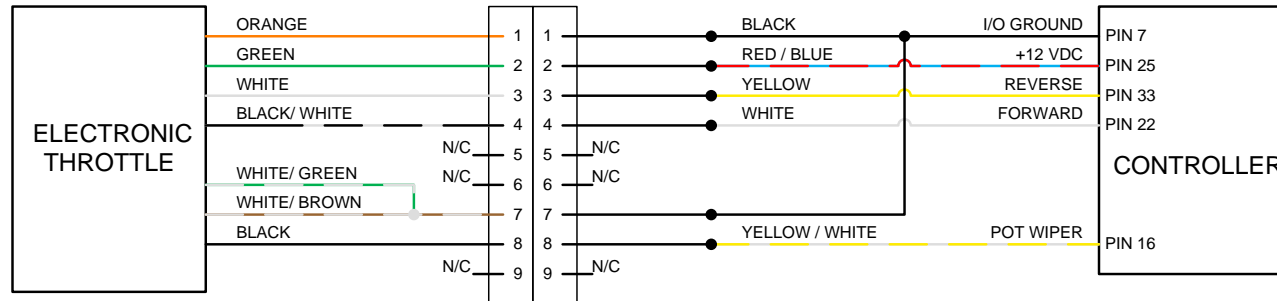 ORANGE 1 1 BLACK I/O GROUND PIN 7
GREEN 2 2 RED / BLUE +12 VDC PIN 25
WHITE 3 3 YELLOW REVERSE PIN 33
BLACK/ WHITE 4 4 WHITE FORWARD PIN 22
ELECTRONIC
THROTTLE
N/C 5 5 N/C
N/C 6 6 N/C
CONTROLLER
WHITE/ GREEN
WHITE/ BROWN 7 7
BLACK 8 8 YELLOW / WHITE POT WIPER PIN 16
N/C 9 9 N/C